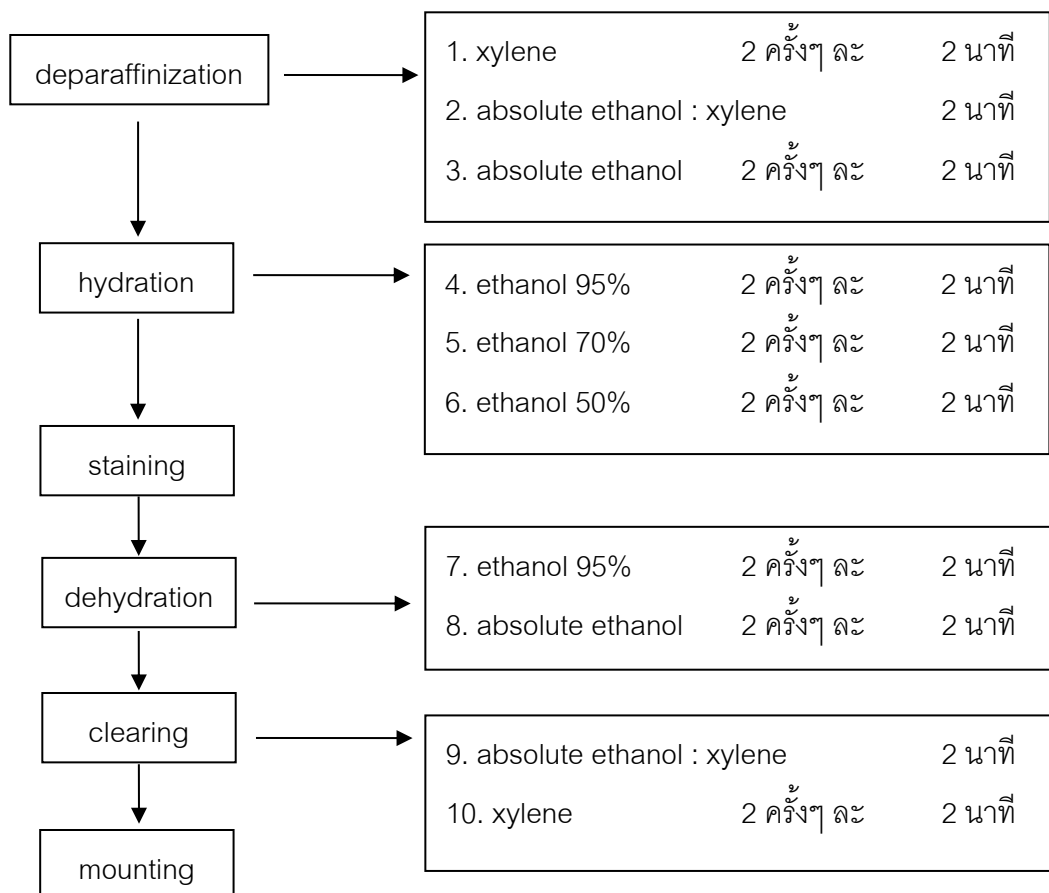 deparaffinization
1. xylene 2 ครั้งๆ ละ 2 นาที
2. absolute ethanol : xylene 2 นาที
3. absolute ethanol 2 ครั้งๆ ละ 2 นาที
hydration
4. ethanol 95% 2 ครั้งๆ ละ 2 นาที
5. ethanol 70% 2 ครั้งๆ ละ 2 นาที
6. ethanol 50% 2 ครั้งๆ ละ 2 นาที
staining
dehydration
7. ethanol 95% 2 ครั้งๆ ละ 2 นาที
8. absolute ethanol 2 ครั้งๆ ละ 2 นาที
clearing
9. absolute ethanol : xylene 2 นาที
10. xylene 2 ครั้งๆ ละ 2 นาที
mounting